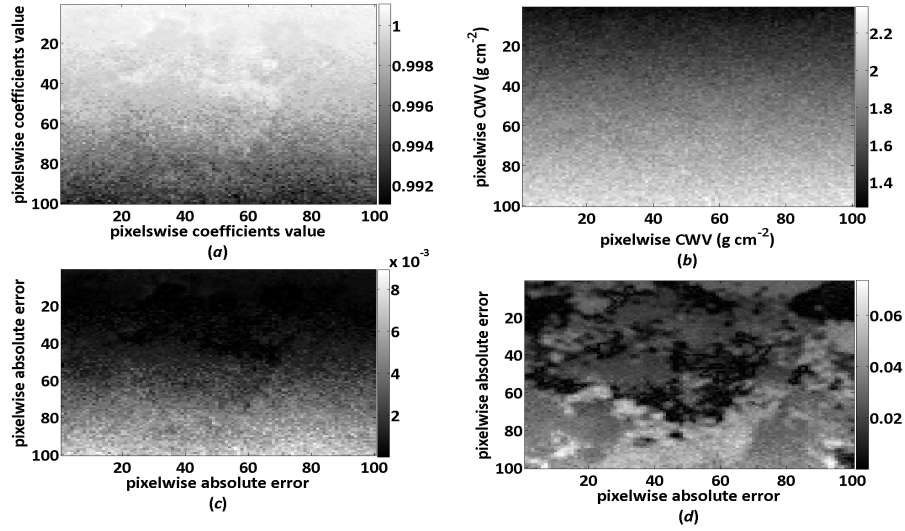 pixelswise coefficients value
20
40
60
80
100
20 40 60 80 100
pixelswise coefficients value
1
0.998
0.996
0.994
0.992
(a)
pixelwise CWV (g cm-2)
20
40
60
80
100
20 40 60 80 100
pixelwise CWV (g cm-2)
2.2
2
1.8
1.6
1.4
(b)
pixelwise absolute error
20
40
60
80
100
20 40 60 80 100
pixelwise absolute error
x 10-3
8
6
4
2
(c)
pixelwise absolute error
20
40
60
80
100
20 40 60 80 100
pixelwise absolute error
0.06
0.04
0.02
(d)